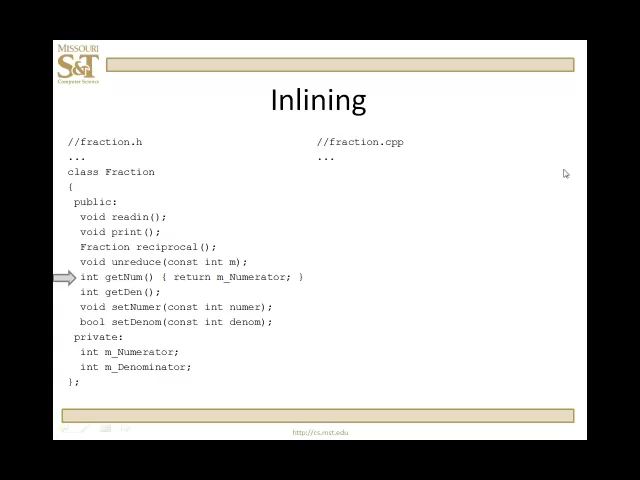 MISSOURI
S&T
Computer Science
Inlining
//fraction.h
...
class Fraction
{
public:
void readin();
void print();
Fraction reciprocal();
void unreduce(const int m);
int getNum() { return m_Numerator; }
int getDen();
void setNumer(const int numer);
bool setDenom(const int denom);
private:
int m_Numerator;
int m_Denominator;
};
//fraction.cpp
...
http://cs.mst.edu